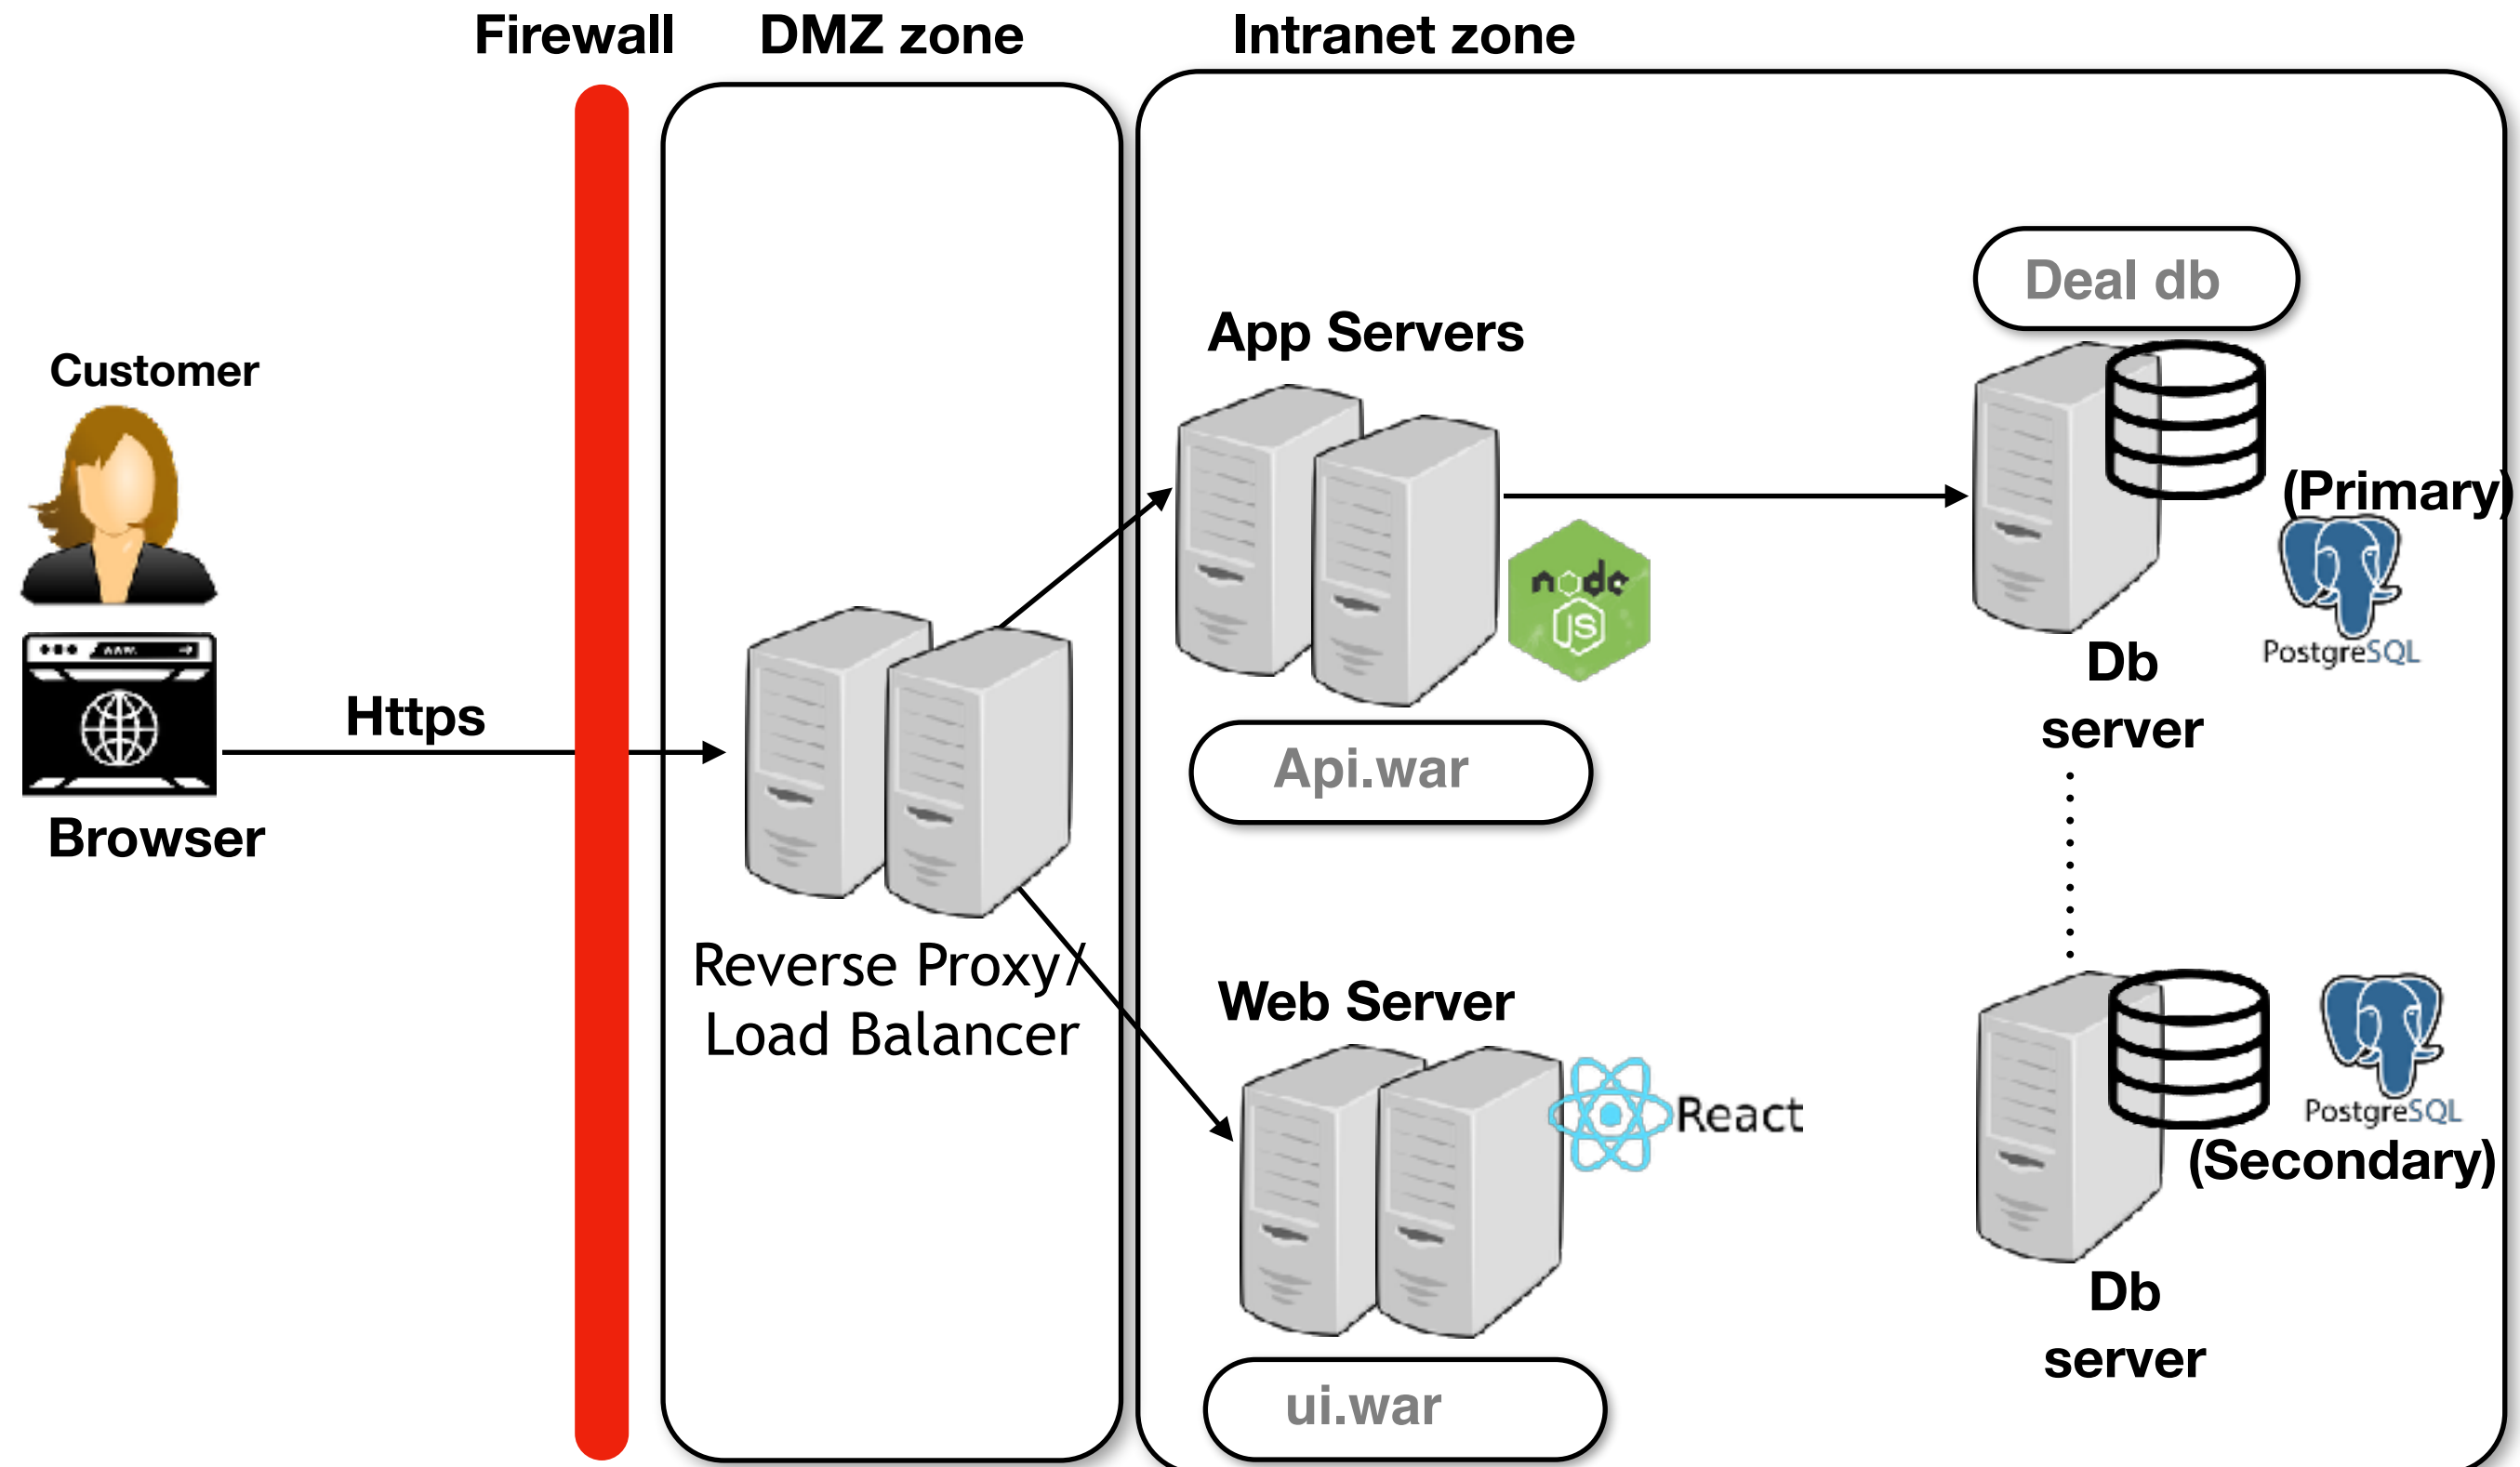 Firewall
DMZ zone
Intranet zone
Customer
Browser
Https
Reverse Proxy/
Load Balancer
App Servers
node
JS
Api.war
Web Server
React
ui.war
Deal db
(Primary)
PostgreSQL
Db
server
PostgreSQL
(Secondary)
Db
server